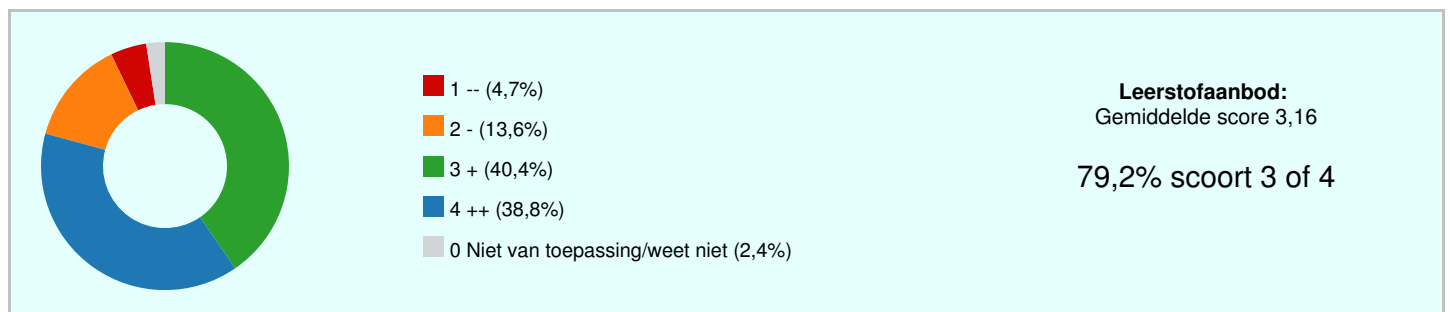 1 -- (4,7%)
2 - (13,6%)
3 + (40,4%)
4 ++ (38,8%)
0 Niet van toepassing/weet niet (2,4%)
Leerstofaanbod:
Gemiddelde score 3,16
79,2% scoort 3 of 4